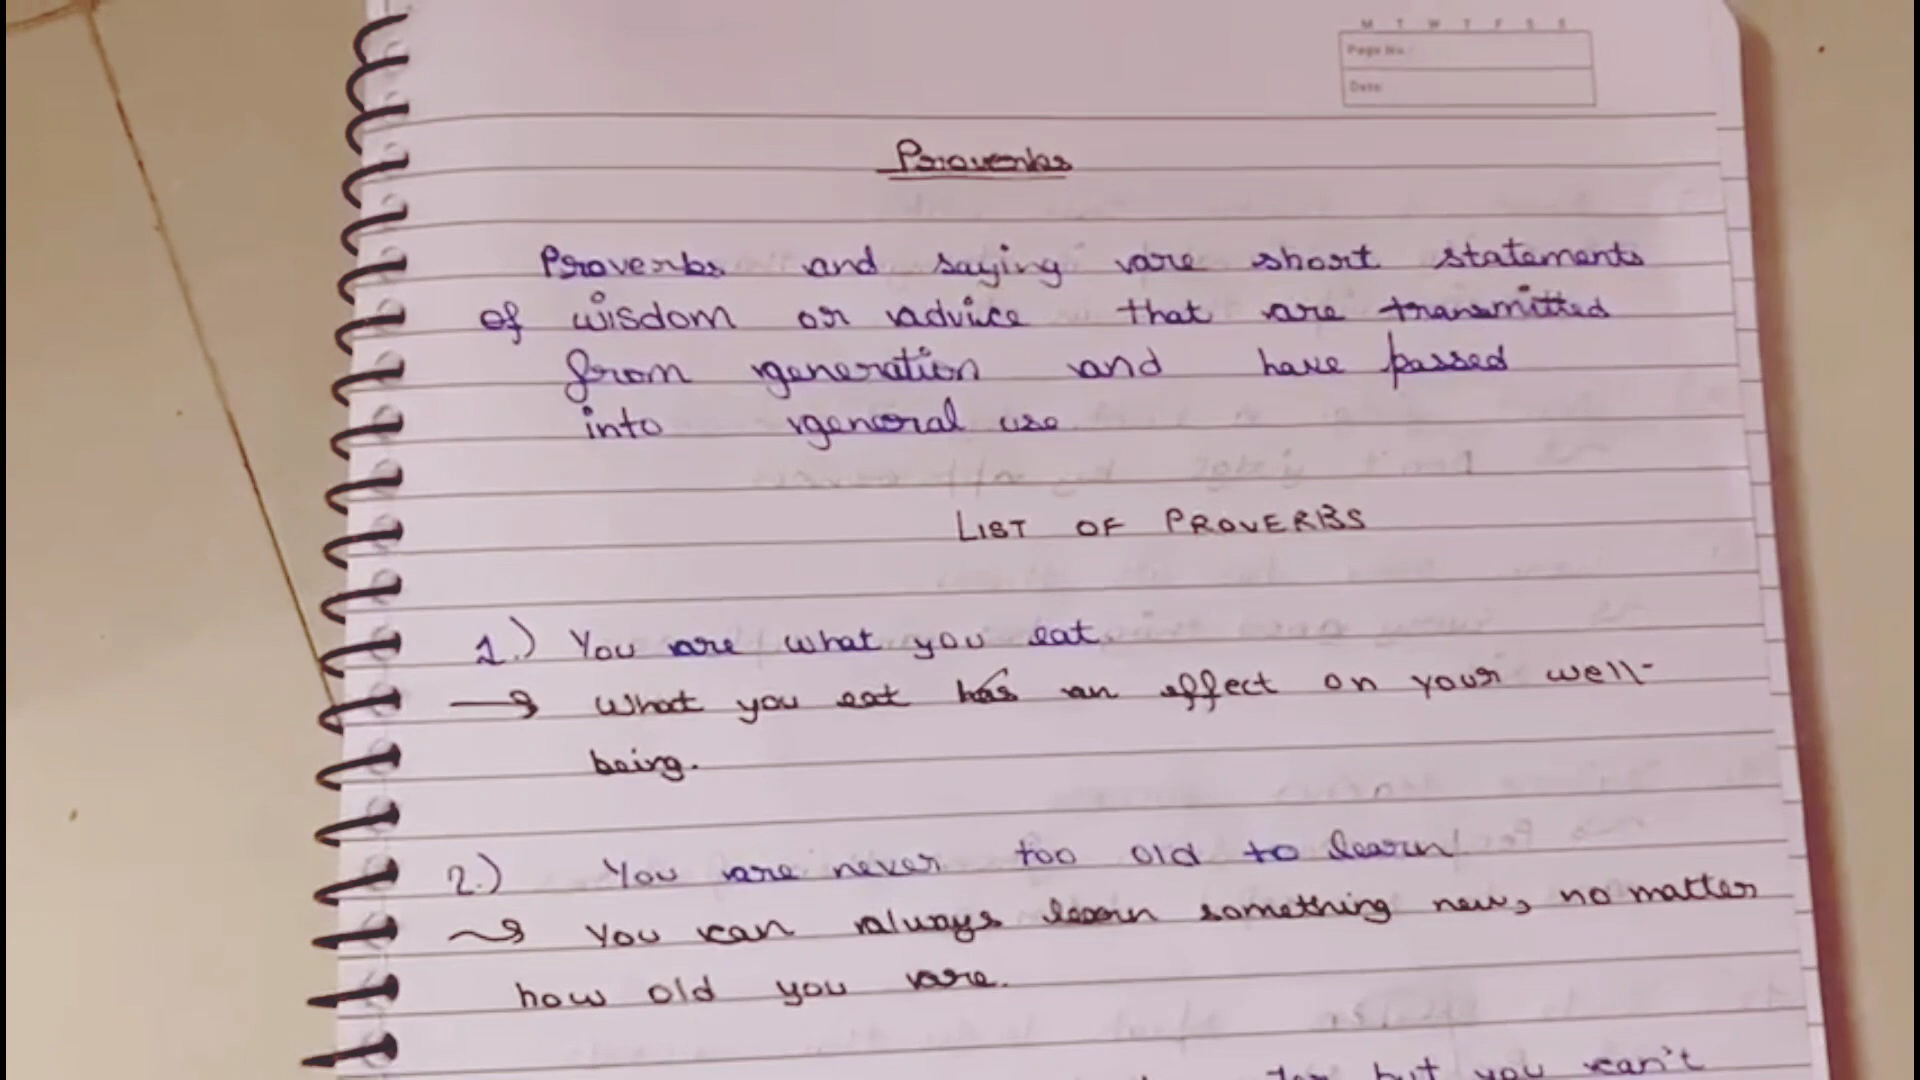 M T W T F S S
Page No.:
Date:
Proverbs
Proverbs and saying are short statements
of wisdom or advice that are transmitted
from generation and have passed
into general use
LIST OF PROVERBS
1.) You are what you eat.
→ What you eat has an effect on your well-
being.
2.) You are never too old to learn
→ You can always learn something new, no matter
how old you are.
but you can't